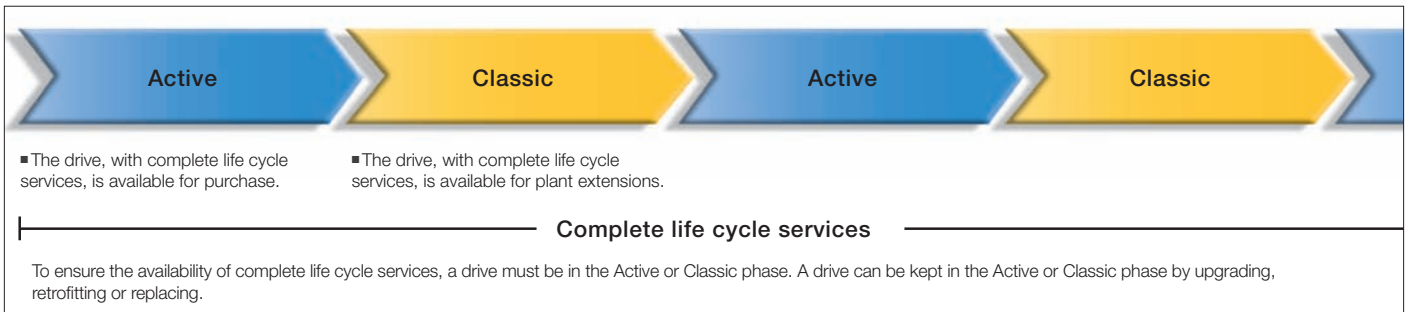 Active
Classic
Active
Classic
■ The drive, with complete life cycle
services, is available for purchase.
■ The drive, with complete life cycle
services, is available for plant extensions.
Complete life cycle services
To ensure the availability of complete life cycle services, a drive must be in the Active or Classic phase. A drive can be kept in the Active or Classic phase by upgrading,
retrofitting or replacing.